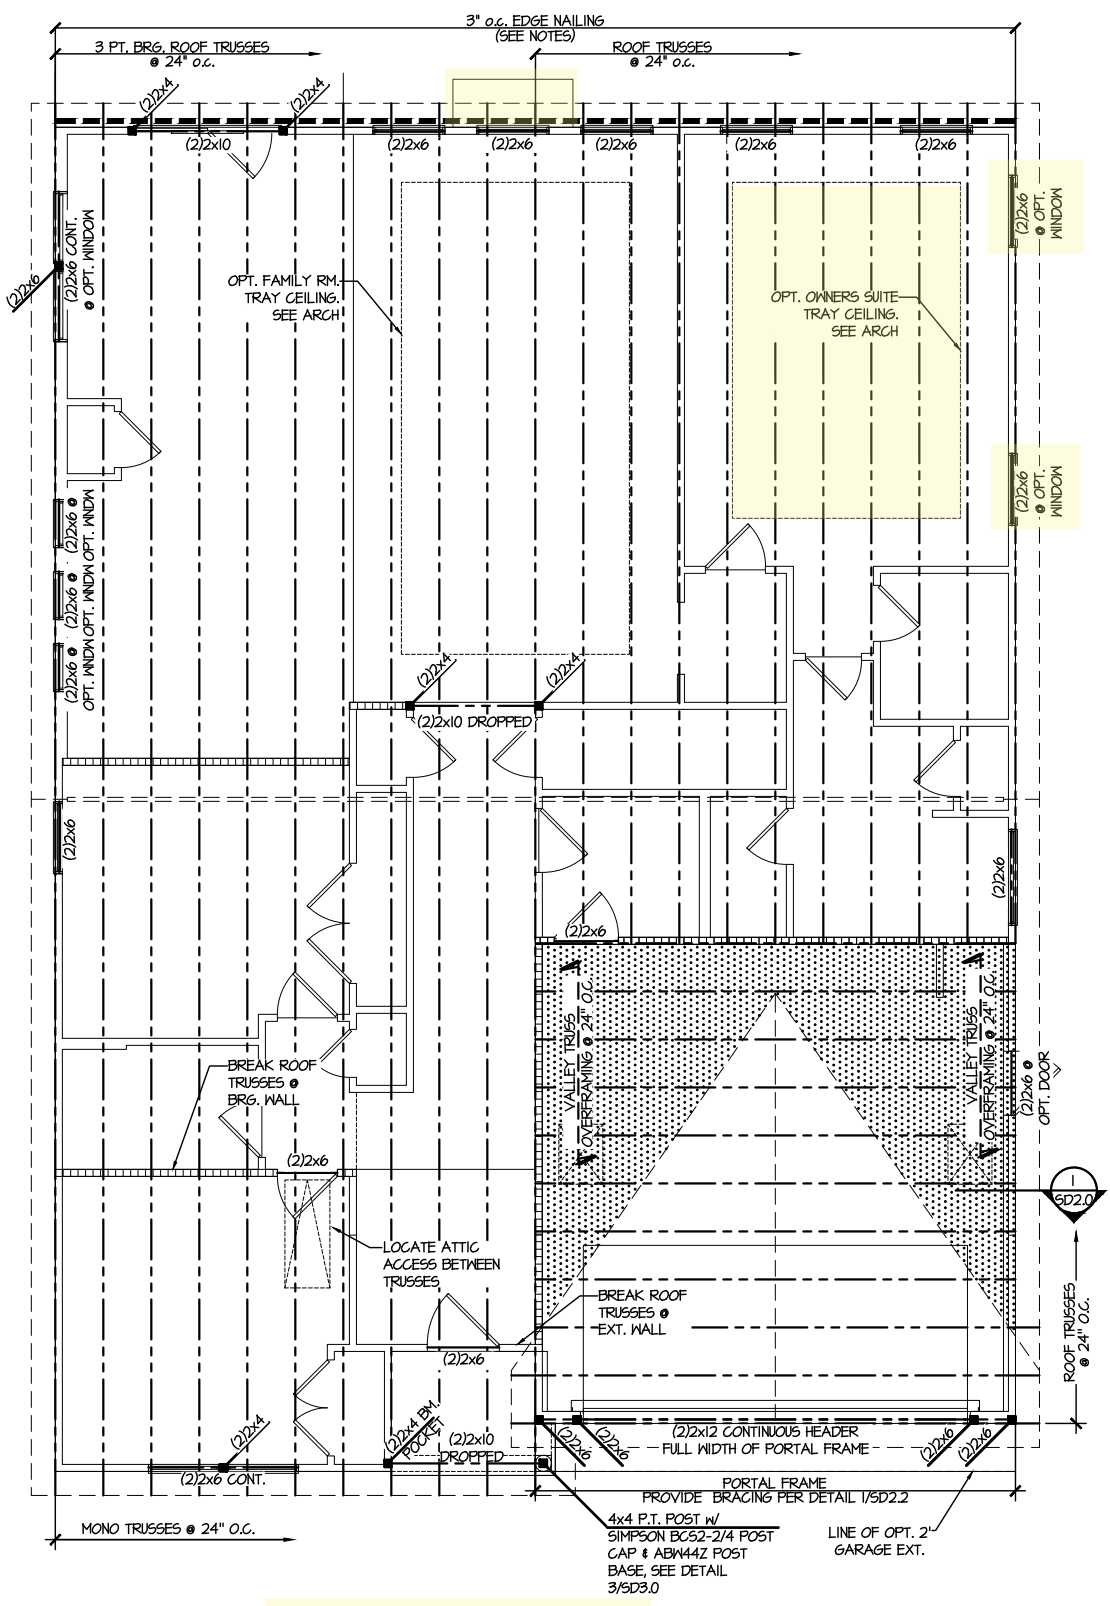 3" o.c. EDGE NAILING
(SEE NOTES)
3 PT. BRG. ROOF TRUSSES
@ 24" o.c.
ROOF TRUSSES
@ 24" o.c.
(2)2x4
(2)2x4
(2)2x10
(2)2x6
(2)2x6
(2)2x6
(2)2x6
(2)2x6
(2)2x6 CONT.
@ OPT. WINDOW
(2)2x6
(2)2x6
@ OPT.
WINDOW
OPT. FAMILY RM.
TRAY CEILING.
SEE ARCH
OPT. OWNERS SUITE
TRAY CEILING.
SEE ARCH
(2)2x6
@ OPT.
WINDOW
(2)2x6 @
OPT. WNDW
(2)2x6 @
OPT. WNDW
(2)2x6 @
OPT. WNDW
(2)2x4
(2)2x4
(2)2x10 DROPPED
(2)2x6
(2)2x6
(2)2x6
VALLEY TRUSS
OVERFRAMING @ 24" O.C.
VALLEY TRUSS
OVERFRAMING @ 24" O.C.
BREAK ROOF
TRUSSES @
BRG. WALL
(2)2x6 @
OPT. DOOR
(2)2x6
1
SD2.0
LOCATE ATTIC
ACCESS BETWEEN
TRUSSES
BREAK ROOF
TRUSSES @
EXT. WALL
ROOF TRUSSES
@ 24" O.C.
(2)2x6
(2)2x4
(2)2x6 CONT.
(2)2x4 BM.
POCKET
(2)2x10
DROPPED
(2)2x6
(2)2x6
(2)2x12 CONTINUOUS HEADER
FULL WIDTH OF PORTAL FRAME
(2)2x6
(2)2x6
PORTAL FRAME
PROVIDE BRACING PER DETAIL 1/SD2.2
MONO TRUSSES @ 24" O.C.
4x4 P.T. POST W/
SIMPSON BCS2-2/4 POST
CAP & ABW44Z POST
BASE, SEE DETAIL
3/SD3.0
LINE OF OPT. 2'
GARAGE EXT.